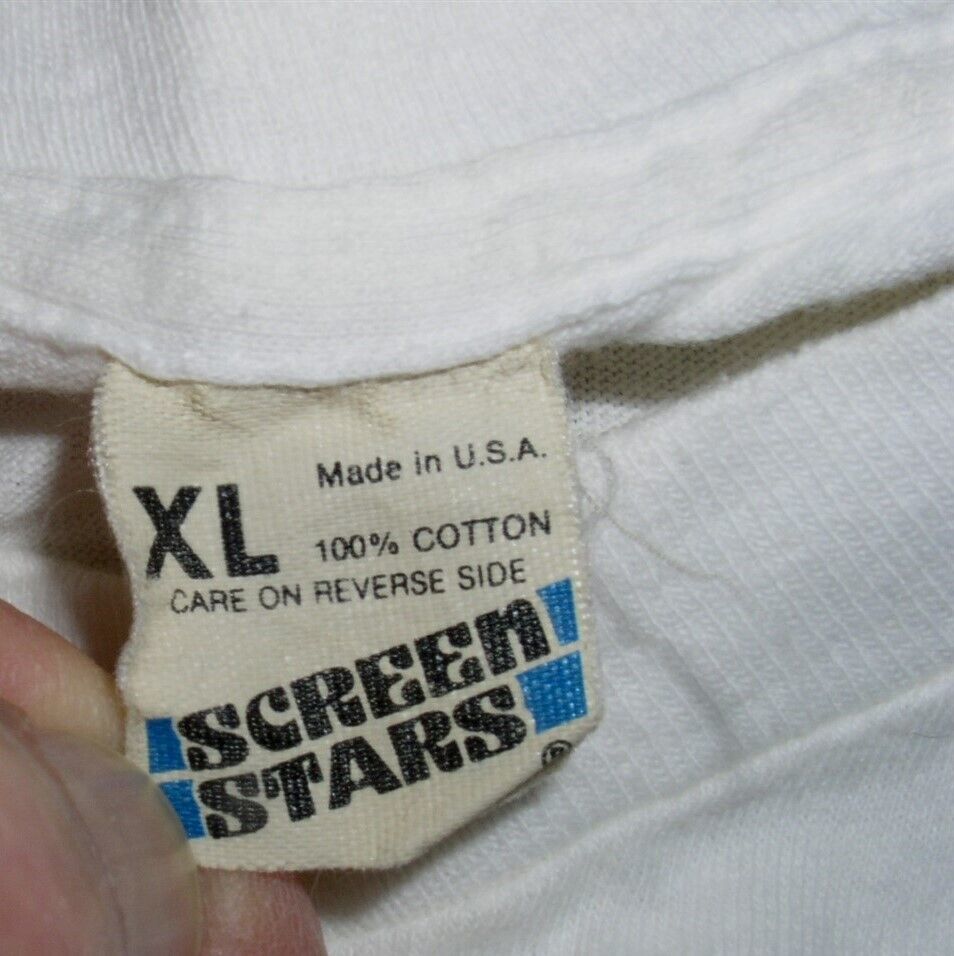 Made in U.S.A.
XL 100% COTTON
CARE ON REVERSE SIDE
SCREEN
STARS
®